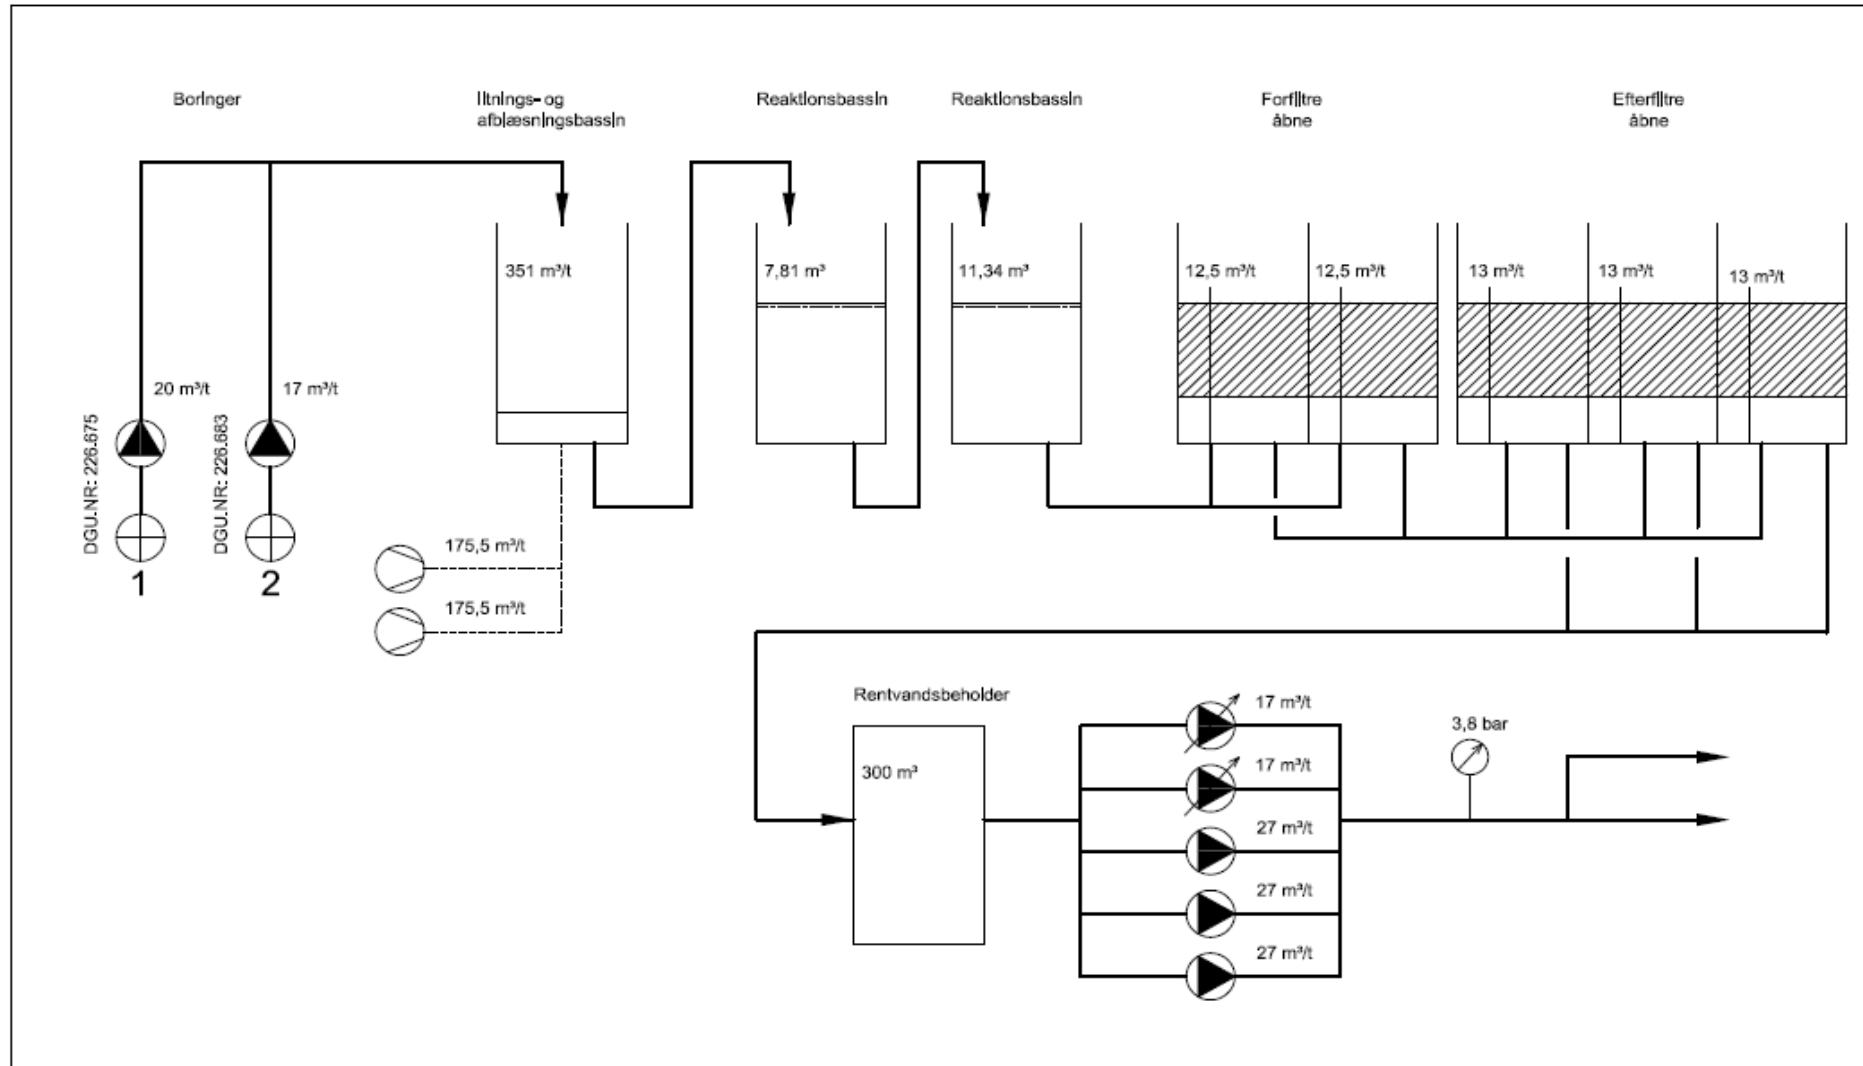 Boringer
Iltnings- og
afblæsningsbassin
Reaktionsbassin
Reaktionsbassin
Forfiltre
åbne
Efterfiltre
åbne
351 m³/t
7,81 m³
11,34 m³
12,5 m³/t
12,5 m³/t
13 m³/t
13 m³/t
13 m³/t
20 m³/t
17 m³/t
DGU.NR: 226.675
DGU.NR: 226.683
1
2
175,5 m³/t
175,5 m³/t
Rentvandsbeholder
300 m³
17 m³/t
17 m³/t
27 m³/t
27 m³/t
27 m³/t
3,8 bar